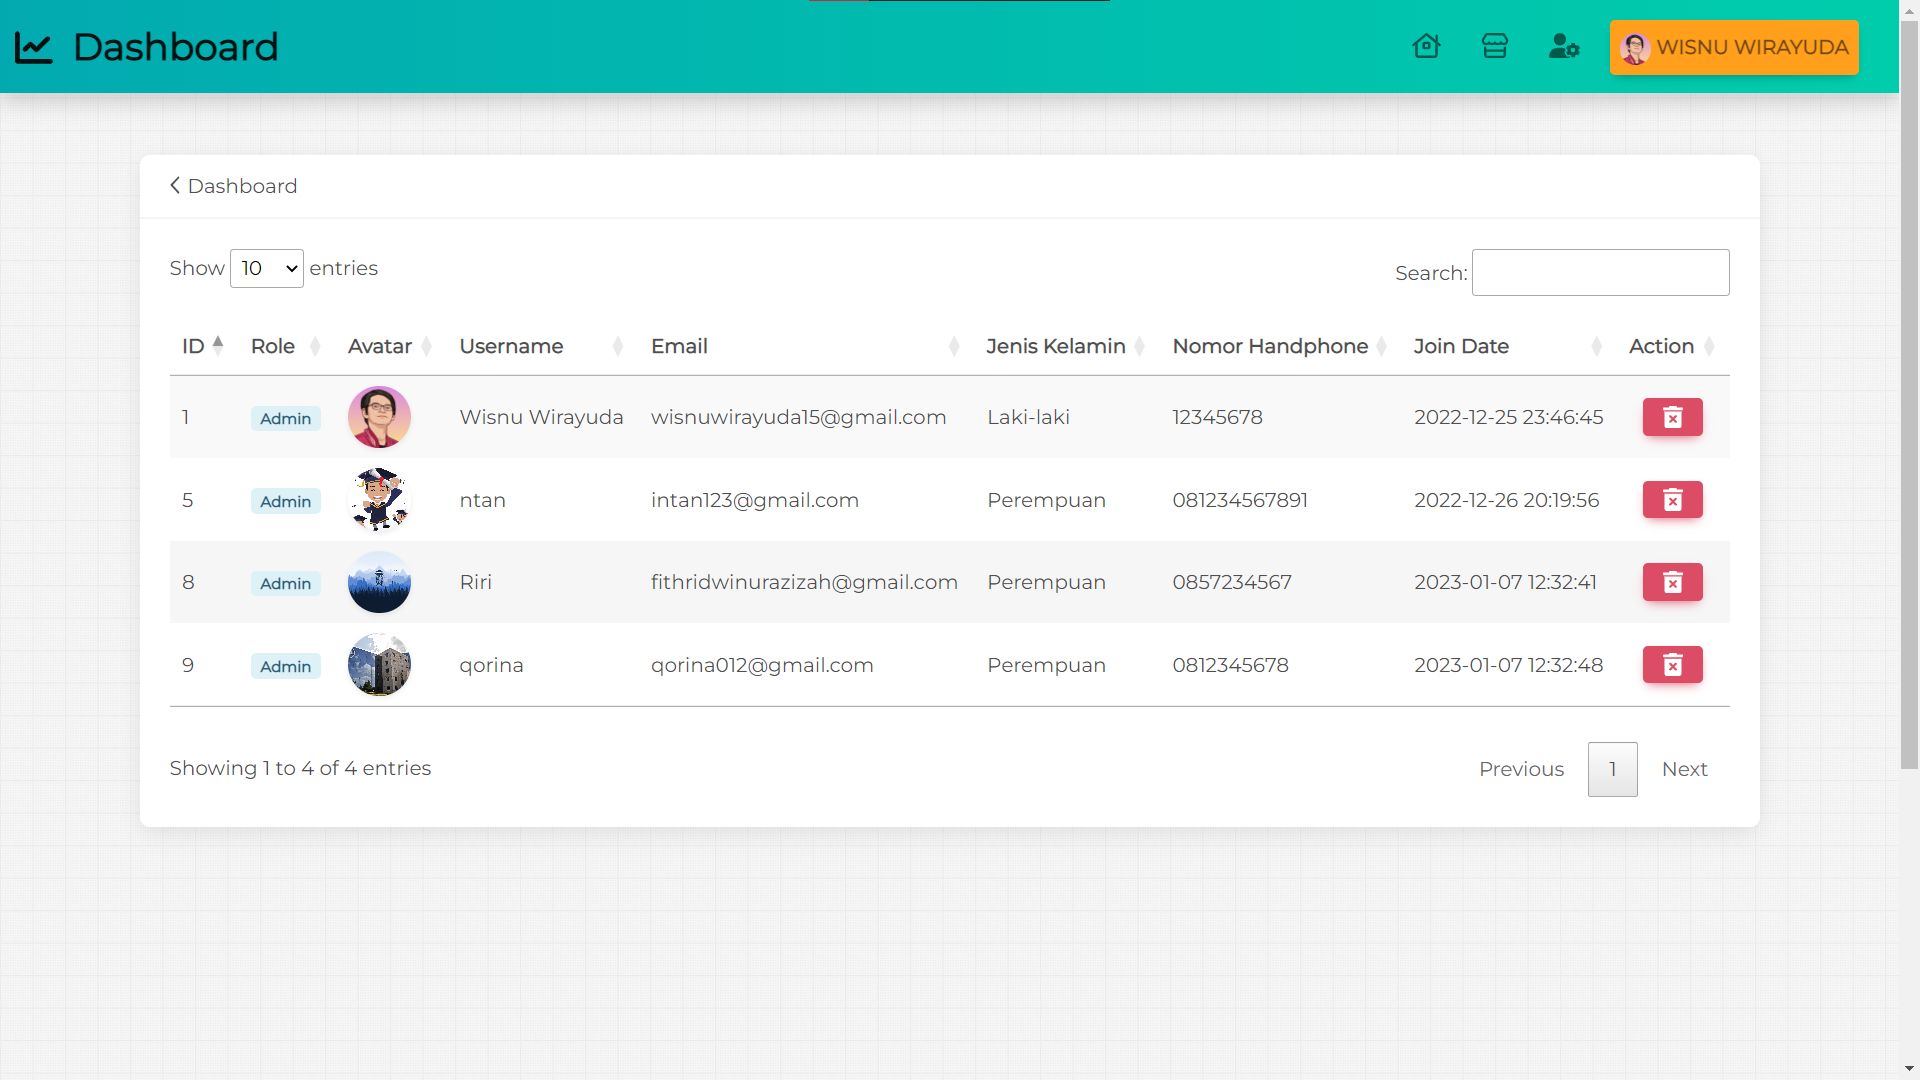 Dashboard
WISNU WIRAYUDA
Dashboard
Show 10 entries
Search:
ID Role Avatar Username Email Jenis Kelamin Nomor Handphone Join Date Action
1 Admin Wisnu Wirayuda wisnuwirayuda15@gmail.com Laki-laki 12345678 2022-12-25 23:46:45
5 Admin ntan intan123@gmail.com Perempuan 081234567891 2022-12-26 20:19:56
8 Admin Riri fithridwinurazizah@gmail.com Perempuan 0857234567 2023-01-07 12:32:41
9 Admin qorina qorina012@gmail.com Perempuan 0812345678 2023-01-07 12:32:48
Showing 1 to 4 of 4 entries
Previous 1 Next